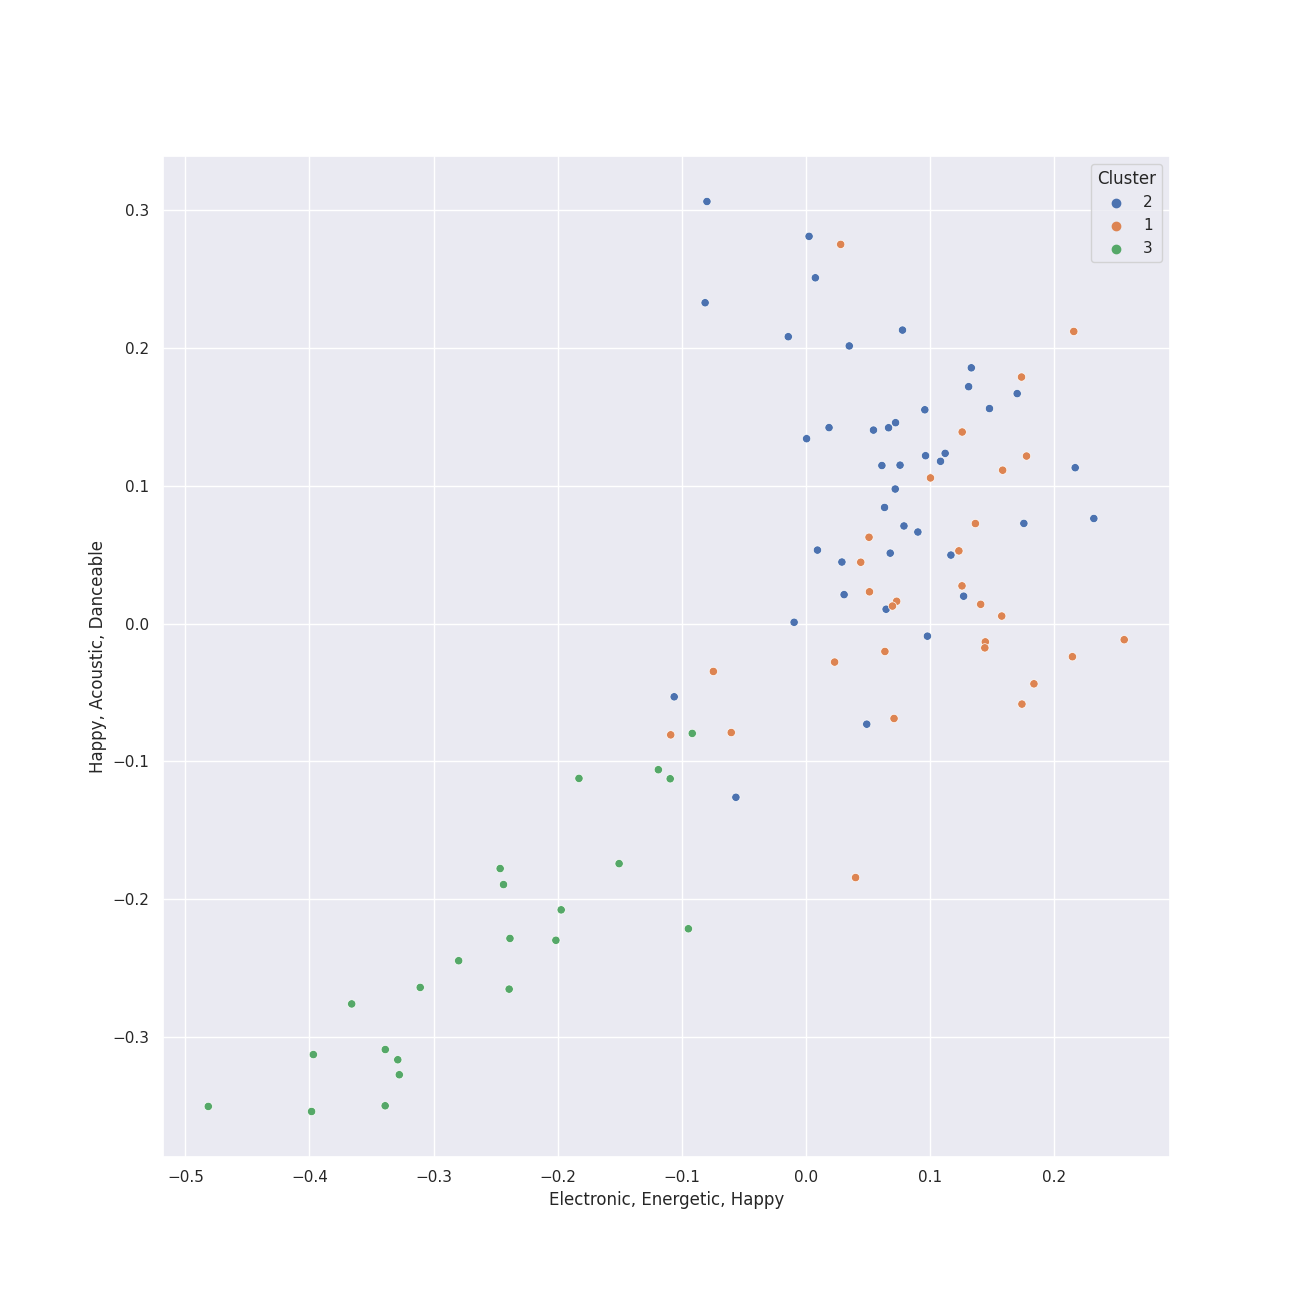 Cluster
2
1
3
0.3
0.2
0.1
0.0
−0.1
−0.2
−0.3
Happy, Acoustic, Danceable
−0.5 −0.4 −0.3 −0.2 −0.1 0.0 0.1 0.2
Electronic, Energetic, Happy